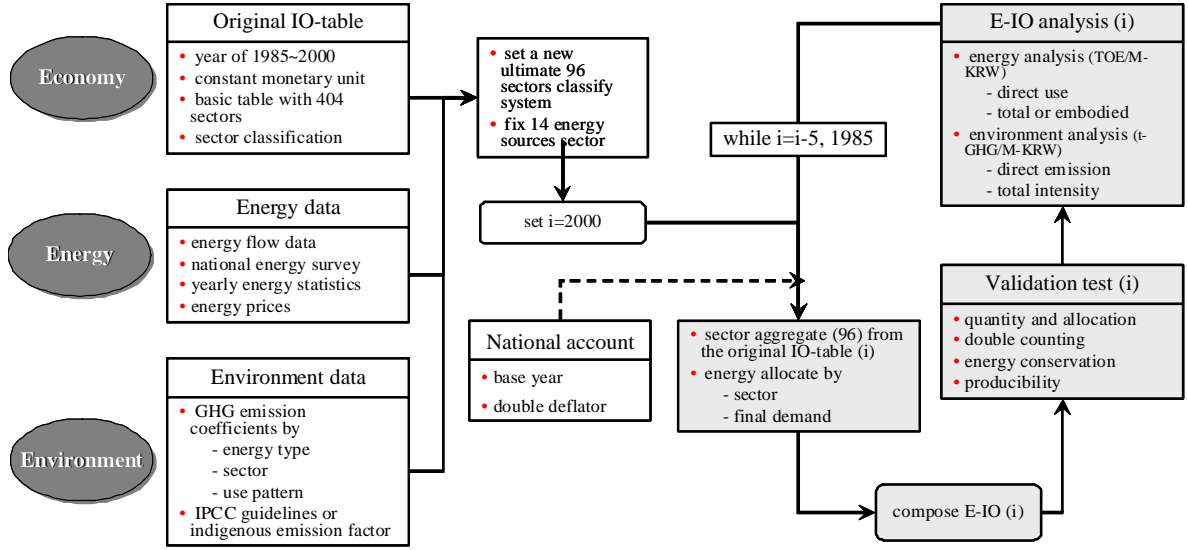 Economy
Original IO-table
• year of 1985~2000
• constant monetary unit
• basic table with 404
sectors
• sector classification
Energy
Energy data
• energy flow data
• national energy survey
• yearly energy statistics
• energy prices
Environment
Environment data
• GHG emission
coefficients by
- energy type
- sector
- use pattern
• IPCC guidelines or
indigenous emission factor
• set a new
ultimate 96
sectors classify
system
• fix 14 energy
sources sector
set i=2000
National account
• base year
• double deflator
while i=i-5, 1985
• sector aggregate (96) from
the original IO-table (i)
• energy allocate by
- sector
- final demand
compose E-IO (i)
Validation test (i)
• quantity and allocation
• double counting
• energy conservation
• producibility
E-IO analysis (i)
• energy analysis (TOE/M-
KRW)
- direct use
- total or embodied
• environment analysis (t-
GHG/M-KRW)
- direct emission
- total intensity